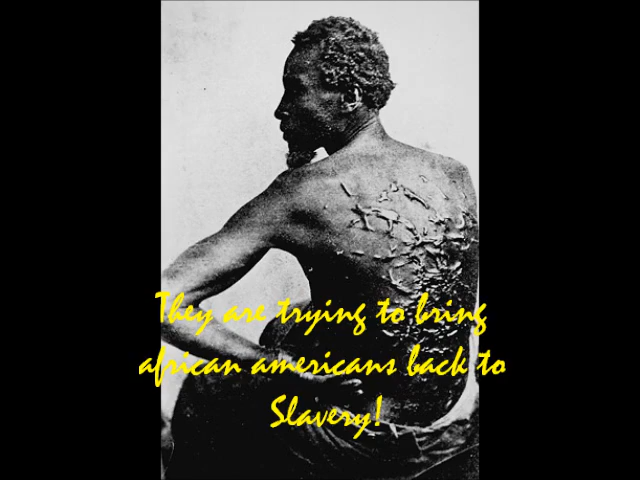 They are trying to bring
african americans back to
Slavery!